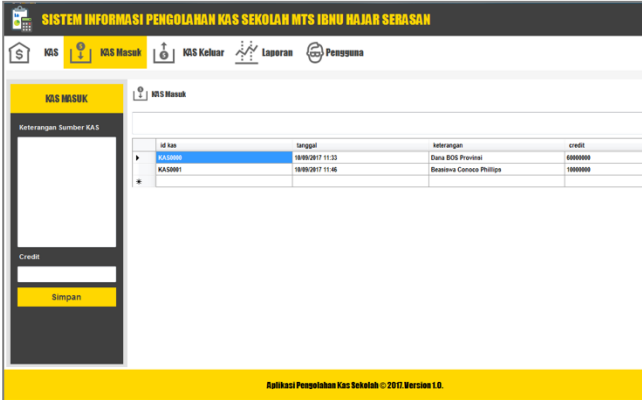 SISTEM INFORMASI PENGOLAHAN KAS SEKOLAH MTS IBNU HAJAR SERASAN
KAS KAS Masuk KAS Keluar Laporan Pengguna
KAS MASUK
Keterangan Sumber KAS
Credit
Simpan
KAS Masuk
id kas tanggal keterangan credit
KAS0000 18/09/2017 11:33 Dana BOS Provinsi 60000000
KAS0001 18/09/2017 11:46 Beasiswa Conoco Phillips 10000000
Aplikasi Pengolahan Kas Sekolah © 2017. Version 1.0.